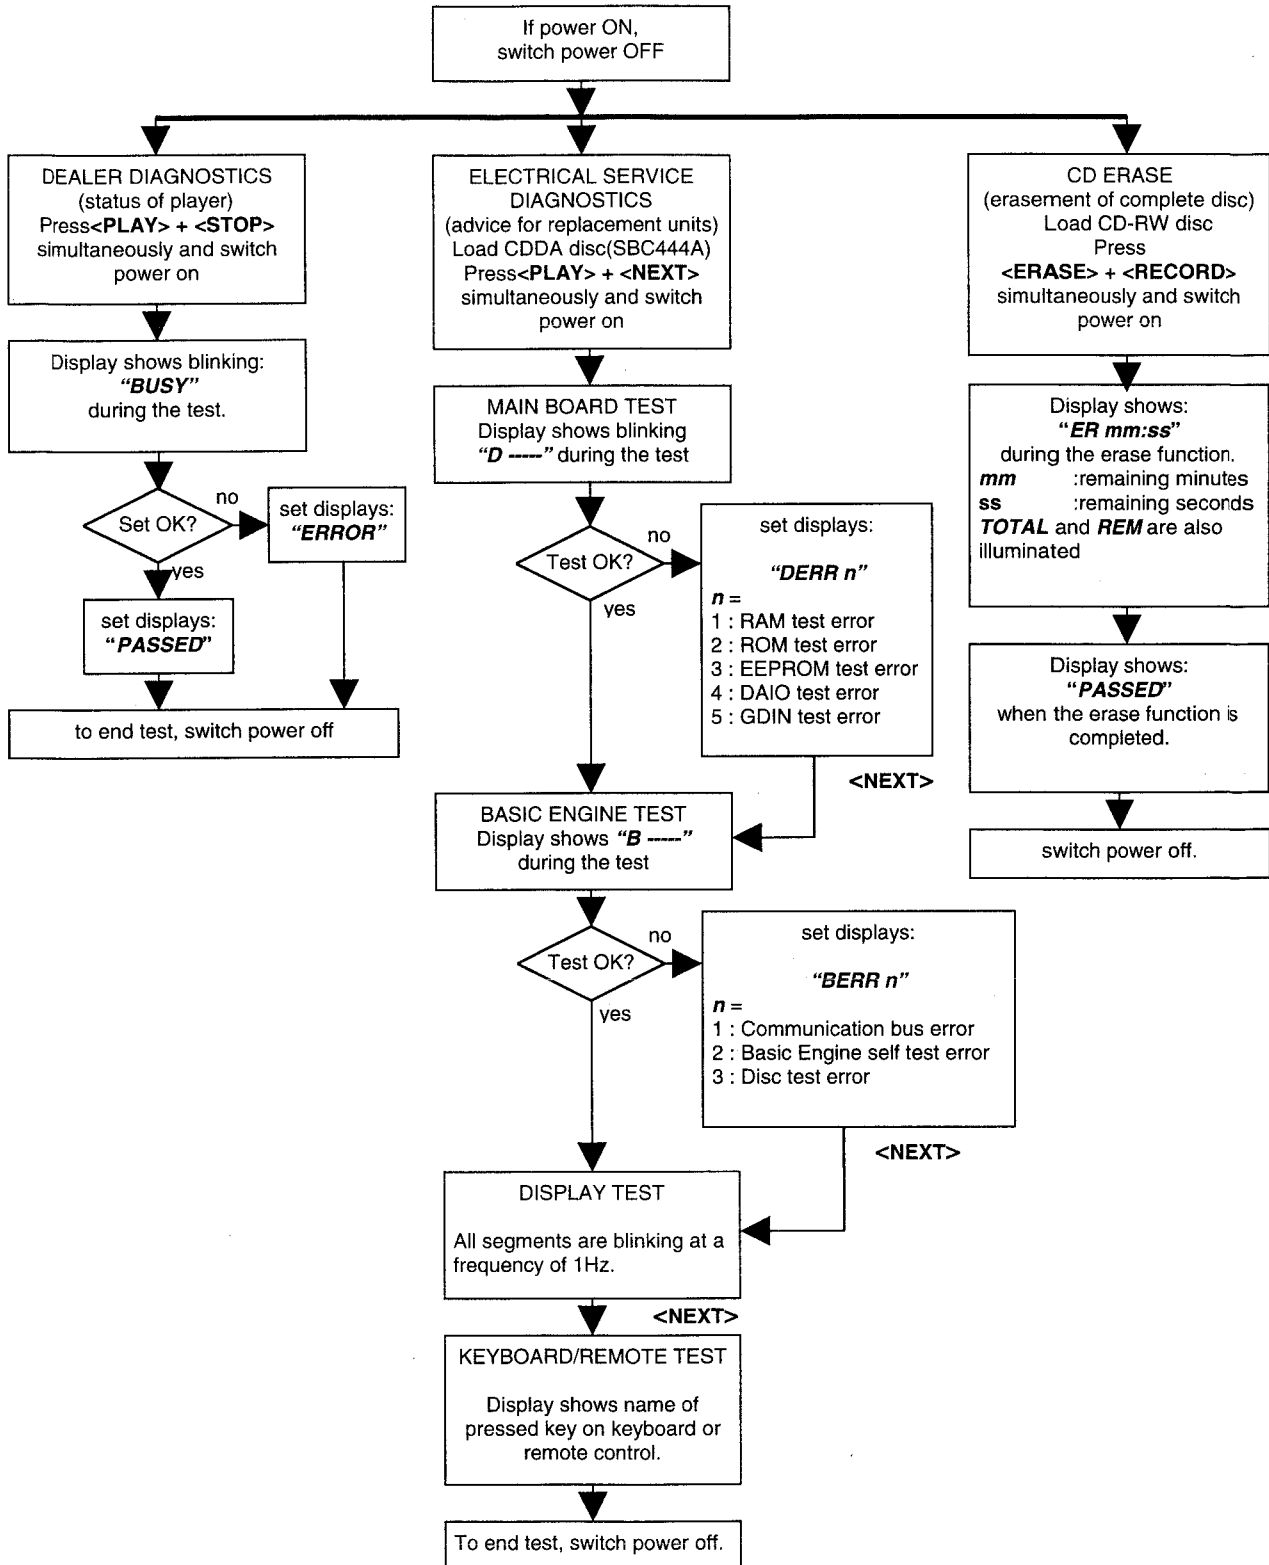 If power ON,
switch power OFF
DEALER DIAGNOSTICS
(status of player)
Press<PLAY> + <STOP>
simultaneously and switch
power on
Display shows blinking:
"BUSY"
during the test.
Set OK?
no
set displays:
"ERROR"
yes
set displays:
"PASSED"
to end test, switch power off
ELECTRICAL SERVICE
DIAGNOSTICS
(advice for replacement units)
Load CDDA disc(SBC444A)
Press<PLAY> + <NEXT>
simultaneously and switch
power on
MAIN BOARD TEST
Display shows blinking
"D -----" during the test
Test OK?
no
yes
set displays:
"DERR n"
n =
1 : RAM test error
2 : ROM test error
3 : EEPROM test error
4 : DAIO test error
5 : GDIN test error
<NEXT>
BASIC ENGINE TEST
Display shows "B -----"
during the test
Test OK?
no
yes
set displays:
"BERR n"
n =
1 : Communication bus error
2 : Basic Engine self test error
3 : Disc test error
<NEXT>
DISPLAY TEST
All segments are blinking at a
frequency of 1Hz.
<NEXT>
KEYBOARD/REMOTE TEST
Display shows name of
pressed key on keyboard or
remote control.
To end test, switch power off.
CD ERASE
(erasement of complete disc)
Load CD-RW disc
Press
<ERASE> + <RECORD>
simultaneously and switch
power on
Display shows:
"ER mm:ss"
during the erase function.
mm :remaining minutes
ss :remaining seconds
TOTAL and REM are also
illuminated
Display shows:
"PASSED"
when the erase function is
completed.
switch power off.